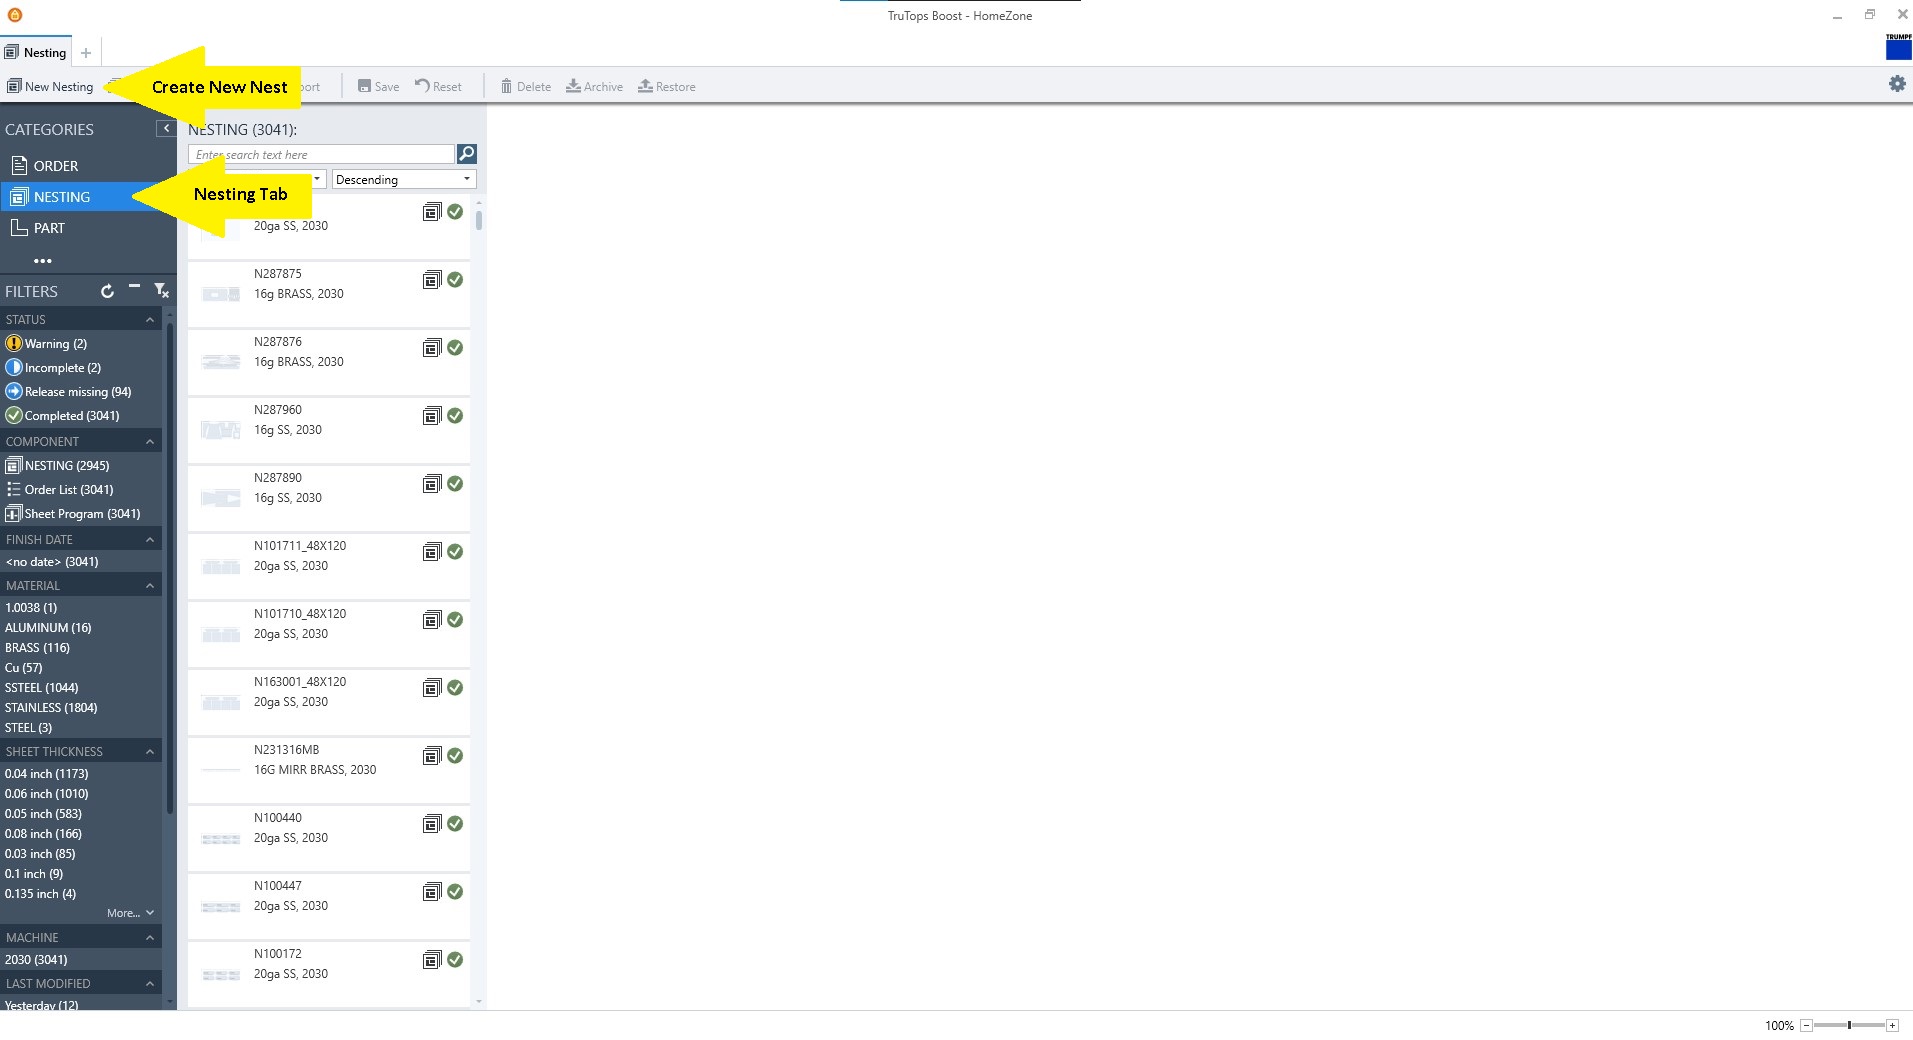 TruTops Boost - HomeZone
Nesting
TRUMPF
New Nesting
Create New Nest
Save
Reset
Delete
Archive
Restore
CATEGORIES
ORDER
NESTING
PART
•••
Nesting Tab
FILTERS
STATUS
Warning (2)
Incomplete (2)
Release missing (94)
Completed (3041)
COMPONENT
NESTING (2945)
Order List (3041)
Sheet Program (3041)
FINISH DATE
<no date> (3041)
MATERIAL
1.0038 (1)
ALUMINUM (16)
BRASS (116)
Cu (57)
SSTEEL (1044)
STAINLESS (1804)
STEEL (3)
SHEET THICKNESS
0.04 inch (1173)
0.06 inch (1010)
0.05 inch (583)
0.08 inch (166)
0.03 inch (85)
0.1 inch (9)
0.135 inch (4)
More...
MACHINE
2030 (3041)
LAST MODIFIED
Yesterday (12)
NESTING (3041):
Enter search text here
Descending
20ga SS, 2030
N287875
16g BRASS, 2030
N287876
16g BRASS, 2030
N287960
16g SS, 2030
N287890
16g SS, 2030
N101711_48X120
20ga SS, 2030
N101710_48X120
20ga SS, 2030
N163001_48X120
20ga SS, 2030
N231316MB
16G MIRR BRASS, 2030
N100440
20ga SS, 2030
N100447
20ga SS, 2030
N100172
20ga SS, 2030
100%